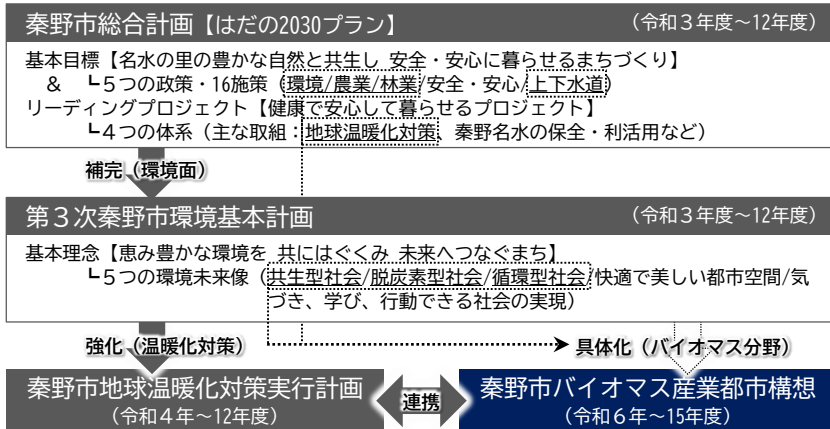 秦野市総合計画【はだの2030プラン】 （令和３年度～12年度）
基本目標【名水の里の豊かな自然と共生し 安全・安心に暮らせるまちづくり】
& ┗５つの政策・16施策（環境/農業/林業/安全・安心/上下水道）
リーディングプロジェクト【健康で安心して暮らせるプロジェクト】
┗４つの体系（主な取組：地球温暖化対策、秦野名水の保全・利活用など）
補完（環境面）
第３次秦野市環境基本計画 （令和３年度～12年度）
基本理念【恵み豊かな環境を 共にはぐくみ 未来へつなぐまち】
┗５つの環境未来像（共生型社会/脱炭素型社会/循環型社会/快適で美しい都市空間/気
づき、学び、行動できる社会の実現）
強化（温暖化対策） 具体化（バイオマス分野）
秦野市地球温暖化対策実行計画
（令和４年～12年度）
連携
秦野市バイオマス産業都市構想
（令和６年～15年度）